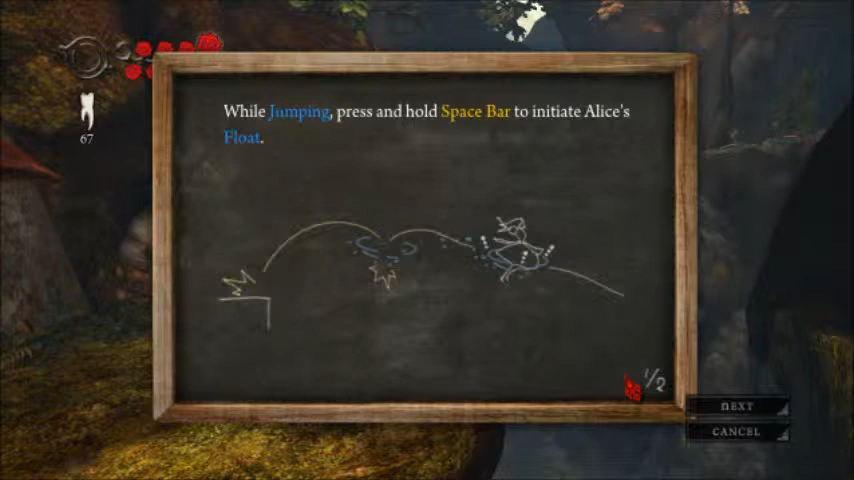 While Jumping, press and hold Space Bar to initiate Alice's
Float.
67
1/2
NEXT
CANCEL